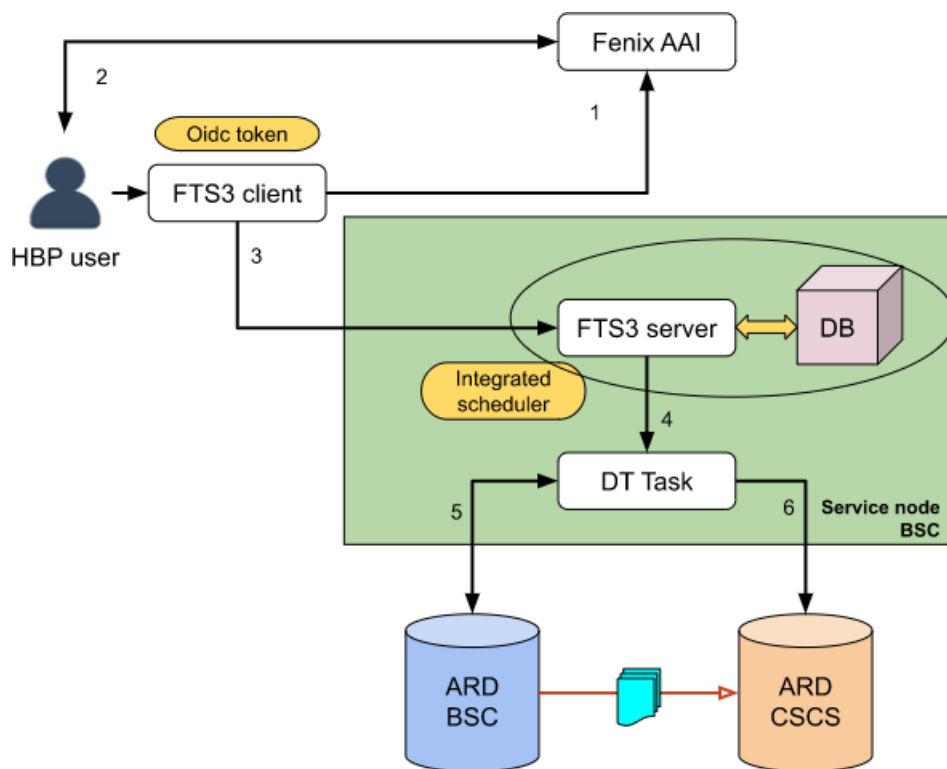 Fenix AAI
2
1
Oidc token
FTS3 client
HBP user
3
FTS3 server
DB
Integrated
scheduler
4
DT Task
5
6
Service node
BSC
ARD
BSC
ARD
CSCS